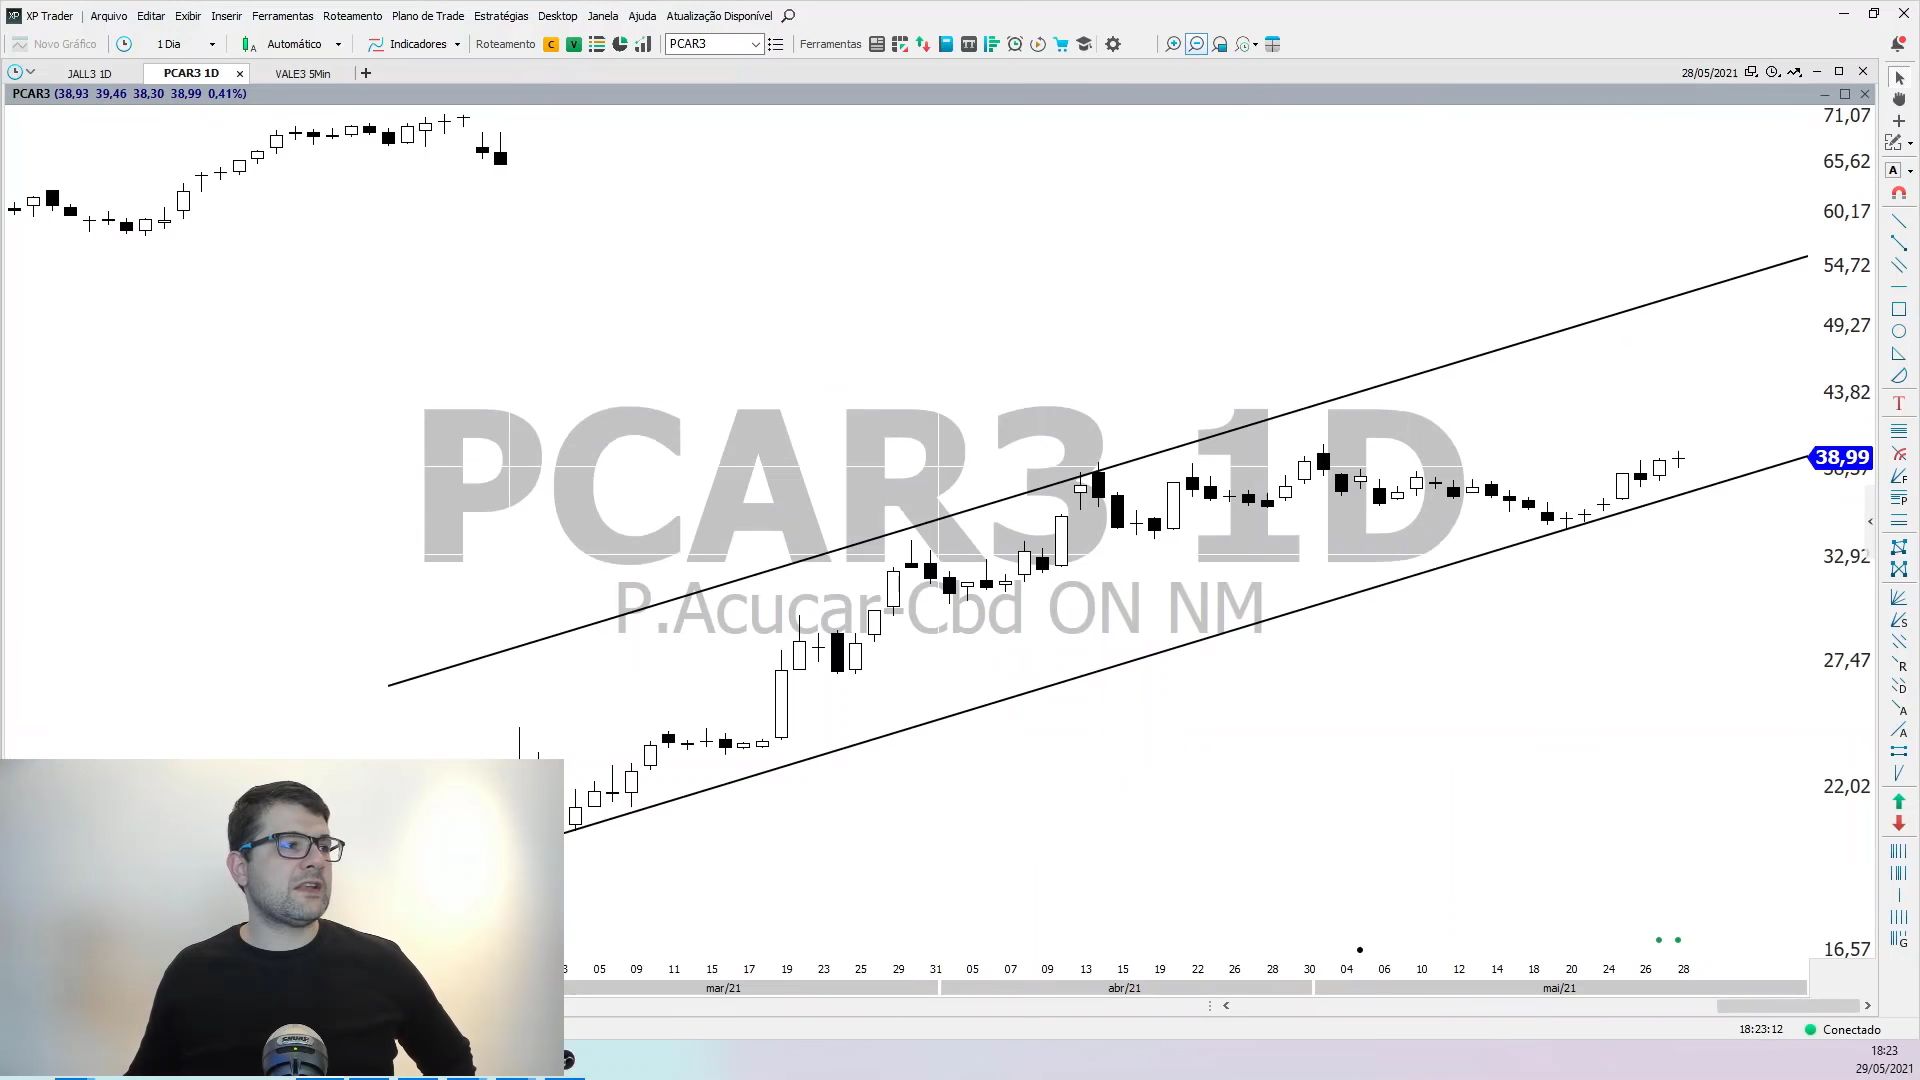 XP Trader Arquivo Editar Exibir Inserir Ferramentas Roteamento Plano de Trade Estratégias Desktop Janela Ajuda Atualização Disponível
Novo Gráfico 1 Dia Automático Indicadores Roteamento C V PCAR3 Ferramentas
JALL3 1D PCAR3 1D VALE3 5Min 28/05/2021
PCAR3 (38,93 39,46 38,30 38,99 0,41%)
71,07
65,62
60,17
54,72
49,27
43,82
38,99
32,92
27,47
22,02
16,57
PCAR3 1D
P.Acucar-Cbd ON NM
05 09 11 15 17 19 23 25 29 31 05 07 09 13 15 19 22 26 28 30 04 06 10 12 14 18 20 24 26 28
mar/21 abr/21 mai/21
18:23:12 Conectado
18:23
29/05/2021
SHURE